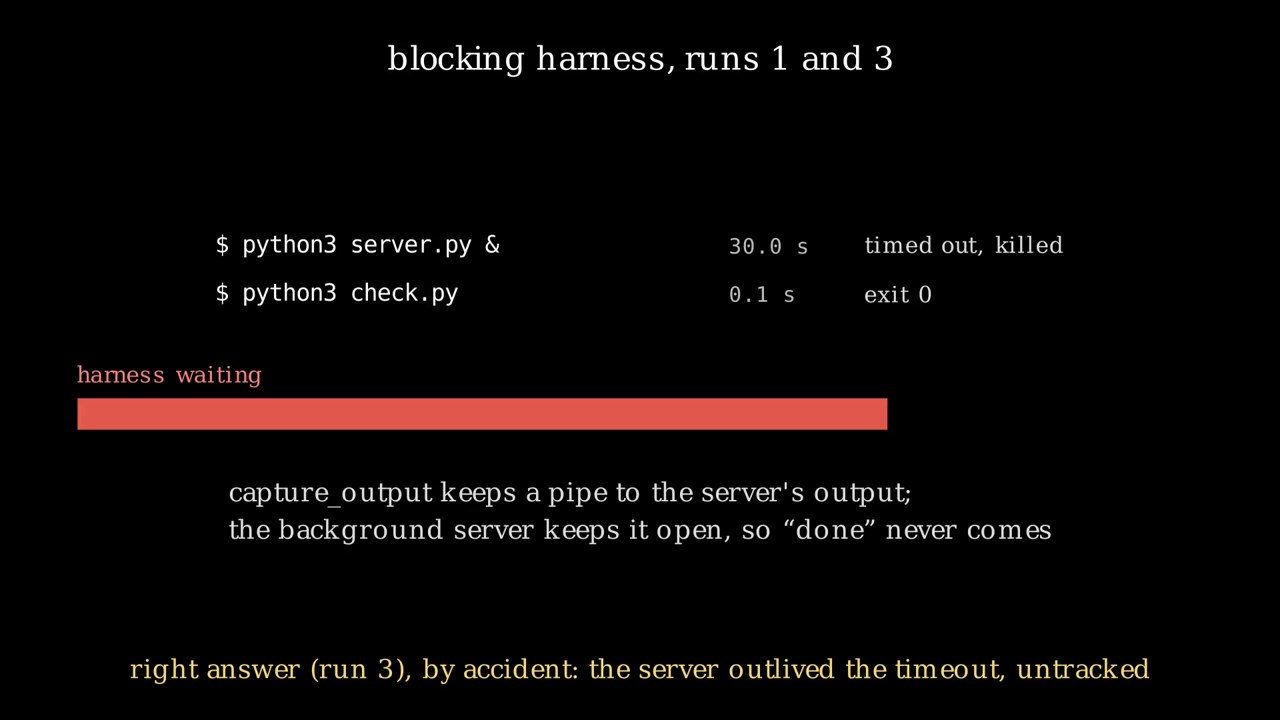 blocking harness, runs 1 and 3
$ python3 server.py & 30.0 s timed out, killed
$ python3 check.py 0.1 s exit 0
harness waiting
capture_output keeps a pipe to the server's output;
the background server keeps it open, so “done” never comes
right answer (run 3), by accident: the server outlived the timeout, untracked